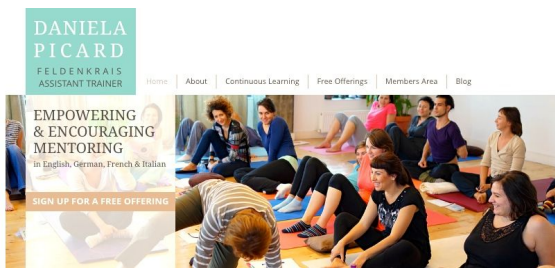 DANIELA
PICARD
FELDENKRAIS
ASSISTANT TRAINER
Home About Continuous Learning Free Offerings Members Area Blog
EMPOWERING
& ENCOURAGING
MENTORING
in English, German, French & Italian
SIGN UP FOR A FREE OFFERING